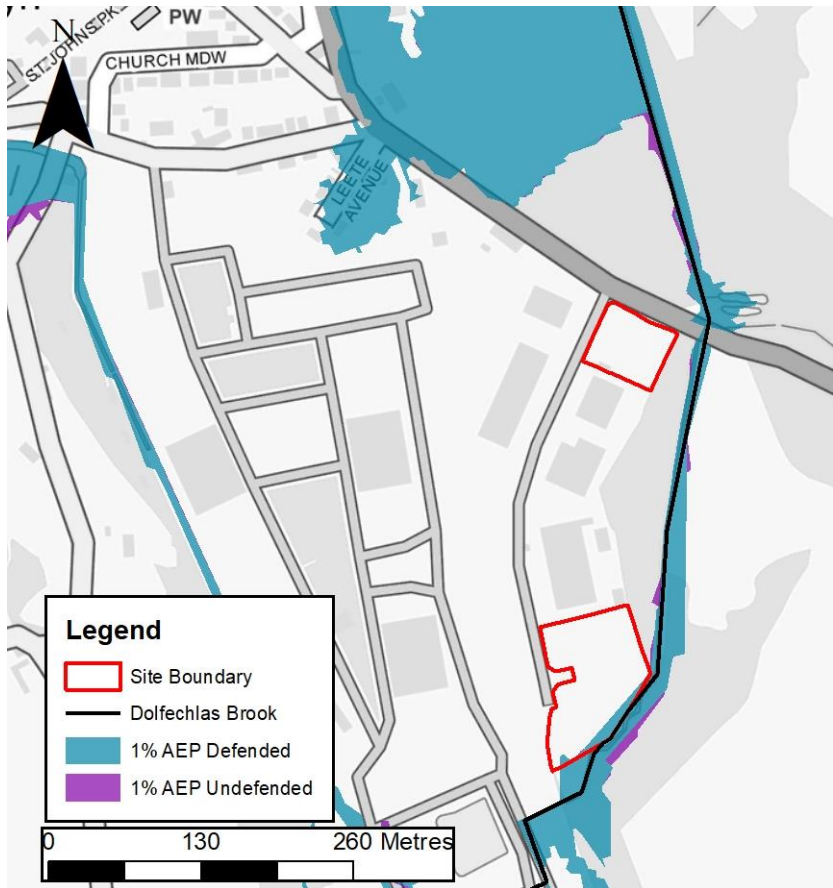 PW
N
ST JOHNS PK
CHURCH MDW
LEETE
AVENUE
Legend
Site Boundary
Dolfechlas Brook
1% AEP Defended
1% AEP Undefended
0 130 260 Metres